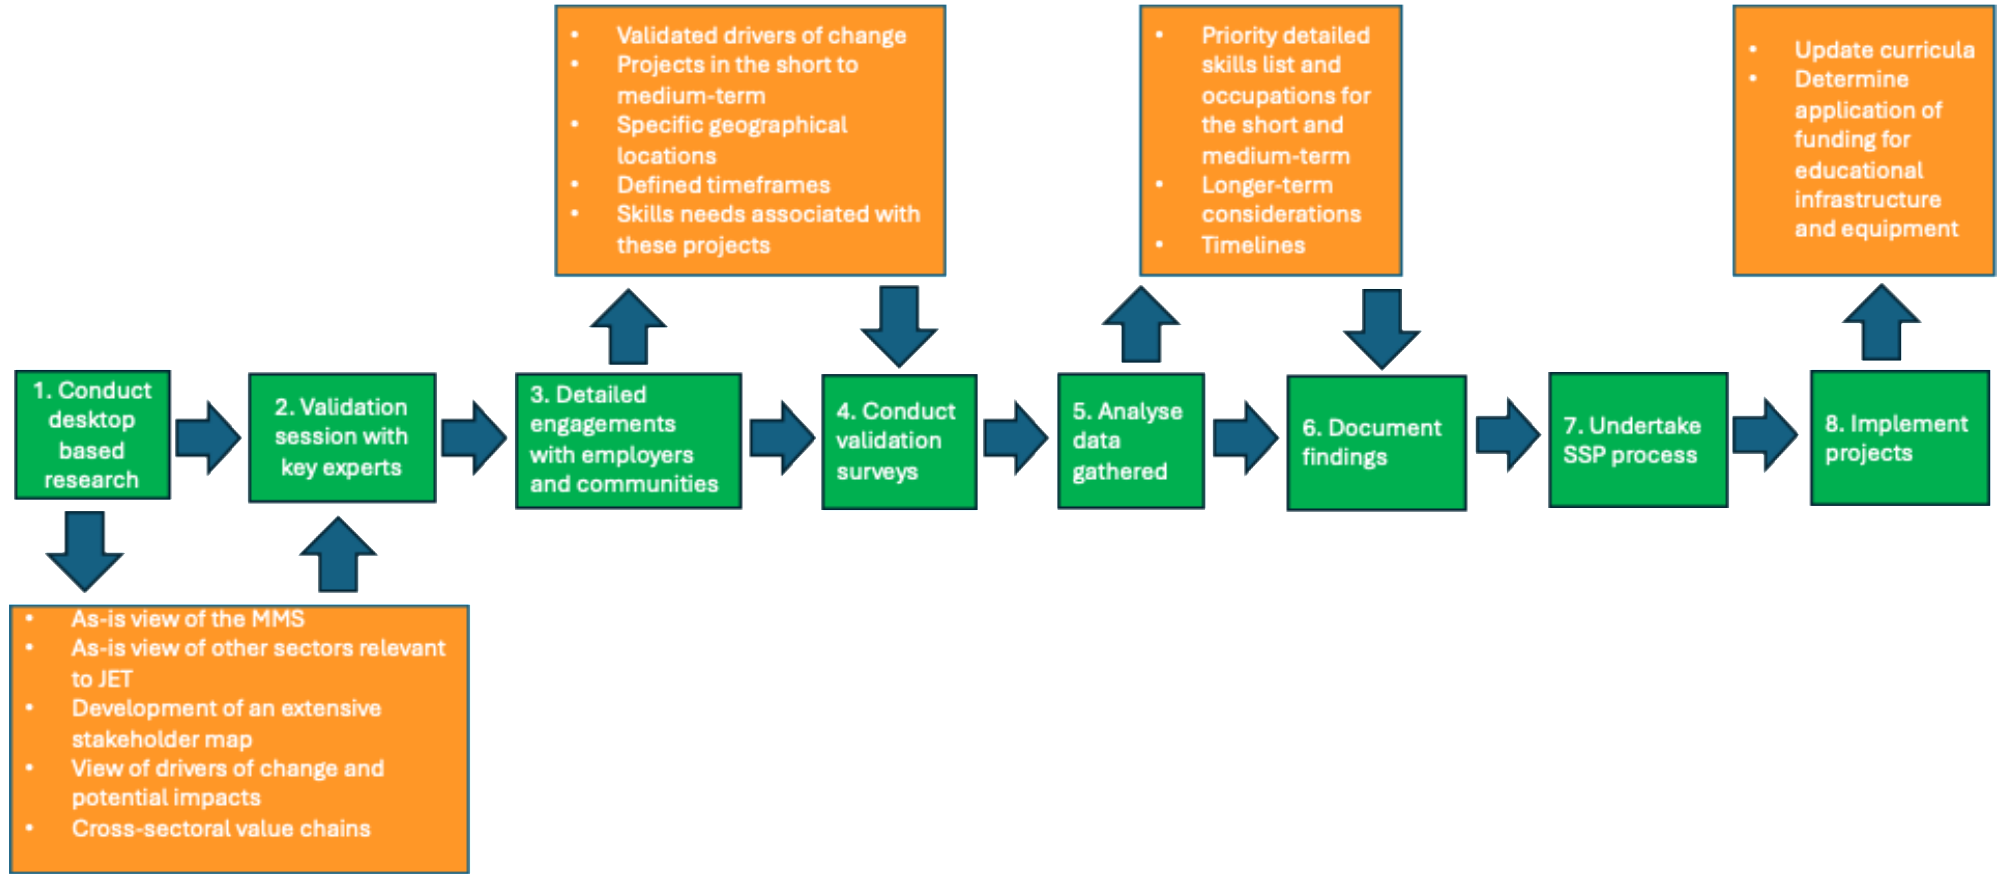 • Validated drivers of change
• Projects in the short to
medium-term
• Specific geographical
locations
• Defined timeframes
• Skills needs associated with
these projects
• Priority detailed
skills list and
occupations for
the short and
medium-term
• Longer-term
considerations
• Timelines
• Update curricula
• Determine
application of
funding for
educational
infrastructure
and equipment
1. Conduct
desktop
based
research
2. Validation
session with
key experts
3. Detailed
engagements
with employers
and communities
4. Conduct
validation
surveys
5. Analyse
data
gathered
6. Document
findings
7. Undertake
SSP process
8. Implement
projects
• As-is view of the MMS
• As-is view of other sectors relevant
to JET
• Development of an extensive
stakeholder map
• View of drivers of change and
potential impacts
• Cross-sectoral value chains